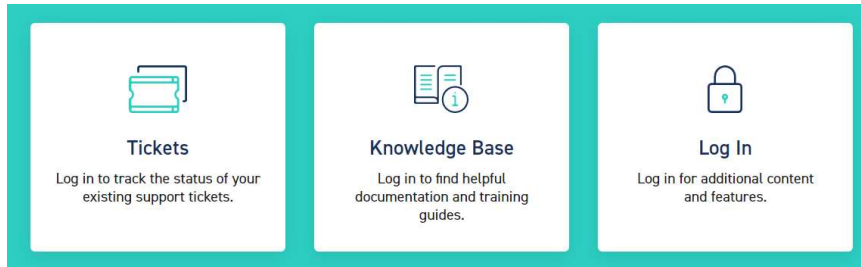 Tickets
Log in to track the status of your
existing support tickets.
Knowledge Base
Log in to find helpful
documentation and training
guides.
Log In
Log in for additional content
and features.